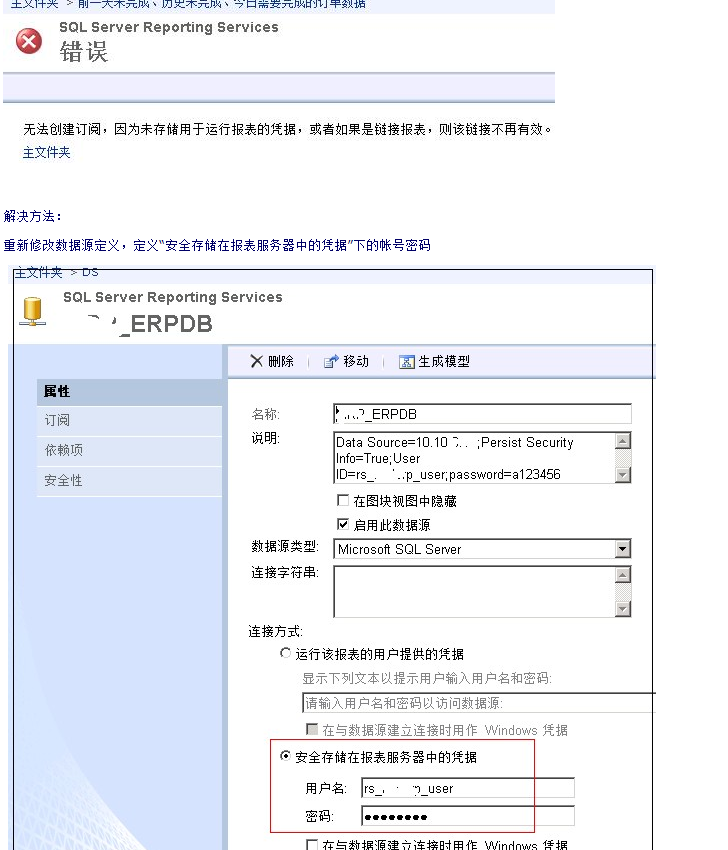 主文件夹 > 前一天未完成、历史未完成、今日需要完成的订单数据
SQL Server Reporting Services
错误
无法创建订阅，因为未存储用于运行报表的凭据，或者如果是链接报表，则该链接不再有效。
主文件夹
解决方法：
重新修改数据源定义，定义“安全存储在报表服务器中的凭据”下的帐号密码
主文件夹 > DS
SQL Server Reporting Services
_ERPDB
删除 移动 生成模型
属性
订阅
依赖项
安全性
名称: _ERPDB
说明: Data Source=10.10 ;Persist Security
Info=True;User
ID=rs_ p_user;password=a123456
在图块视图中隐藏
启用此数据源
数据源类型: Microsoft SQL Server
连接字符串:
连接方式:
运行该报表的用户提供的凭据
显示下列文本以提示用户输入用户名和密码:
请输入用户名和密码以访问数据源:
在与数据源建立连接时用作 Windows 凭据
安全存储在报表服务器中的凭据
用户名: rs_ _user
密码: ●●●●●●●●
在与数据源建立连接时用作 Windows 凭据